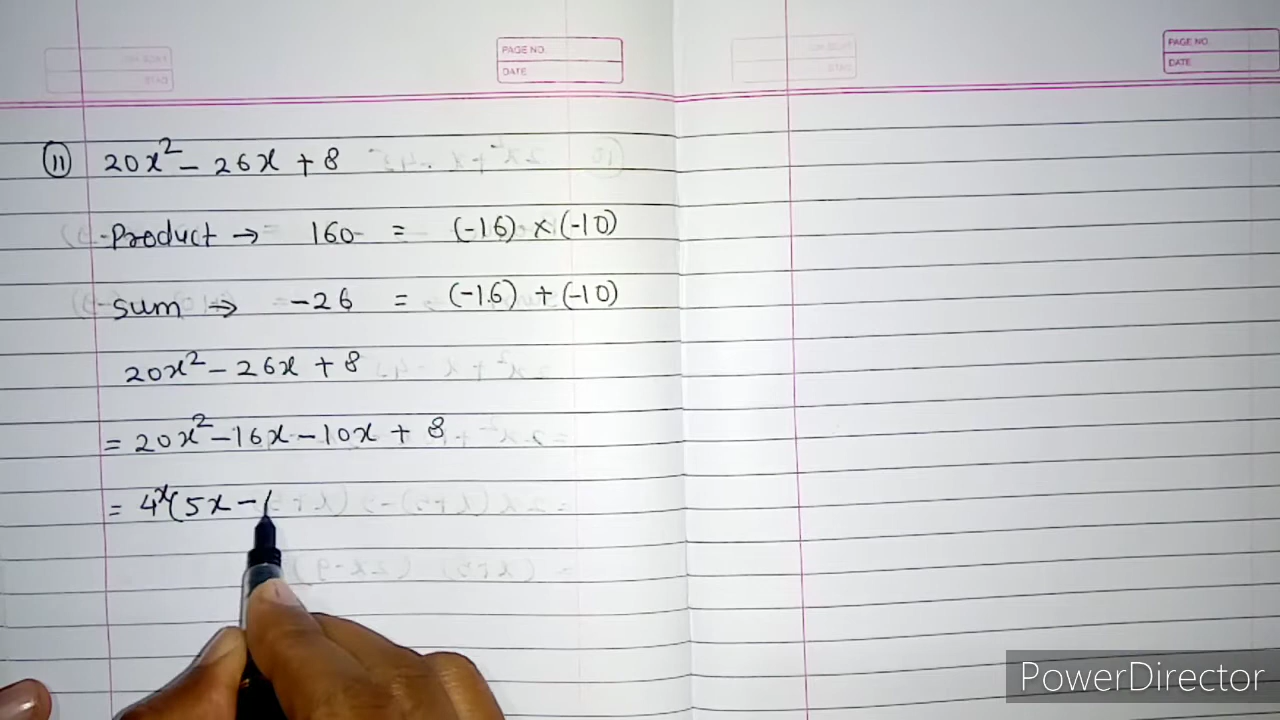 PAGE NO.
DATE
PAGE NO.
DATE
11 20x² - 26x + 8
Product → 160 = (-16) × (-10)
sum → -26 = (-16) + (-10)
20x² - 26x + 8
= 20x² - 16x - 10x + 8
= 4x(5x -
PowerDirector